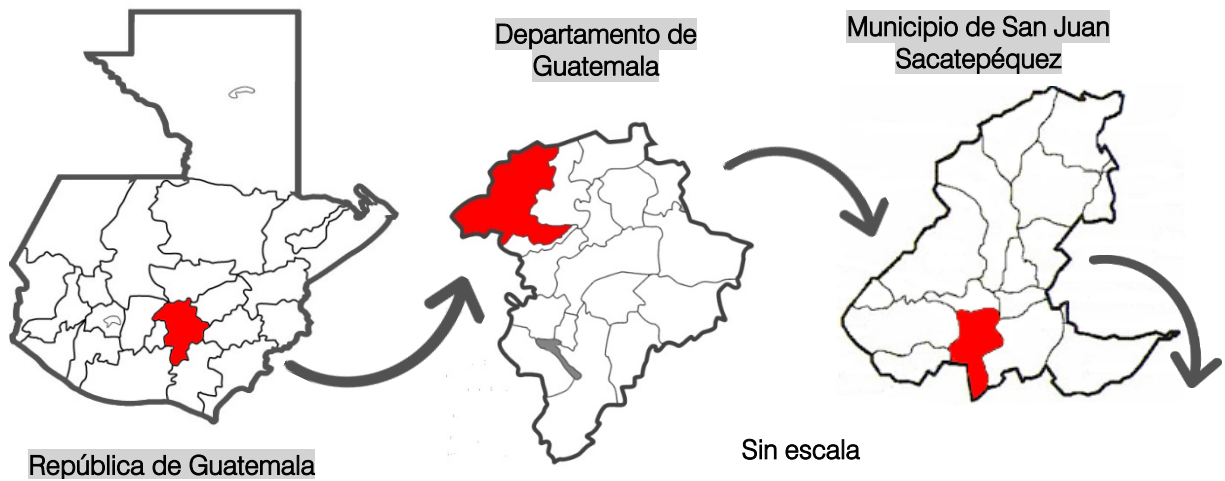 Departamento de
Guatemala
Municipio de San Juan
Sacatepéquez
República de Guatemala
Sin escala